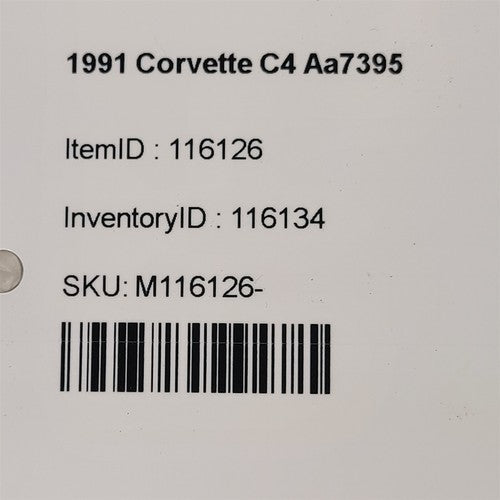 1991 Corvette C4 Aa7395
ItemID : 116126
InventoryID : 116134
SKU: M116126-